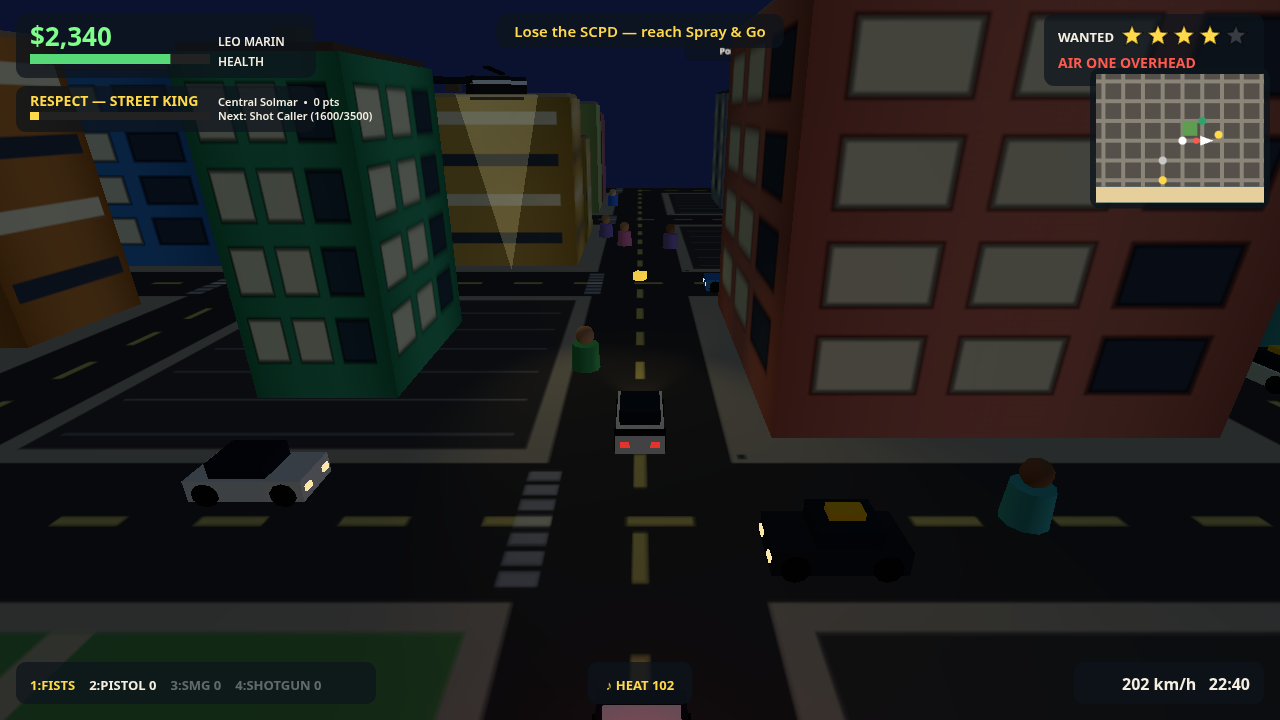 $2,340
LEO MARIN
HEALTH
RESPECT — STREET KING
Central Solmar • 0 pts
Next: Shot Caller (1600/3500)
Lose the SCPD — reach Spray & Go
Po
WANTED
AIR ONE OVERHEAD
1:FISTS 2:PISTOL 0 3:SMG 0 4:SHOTGUN 0
♪ HEAT 102
202 km/h 22:40